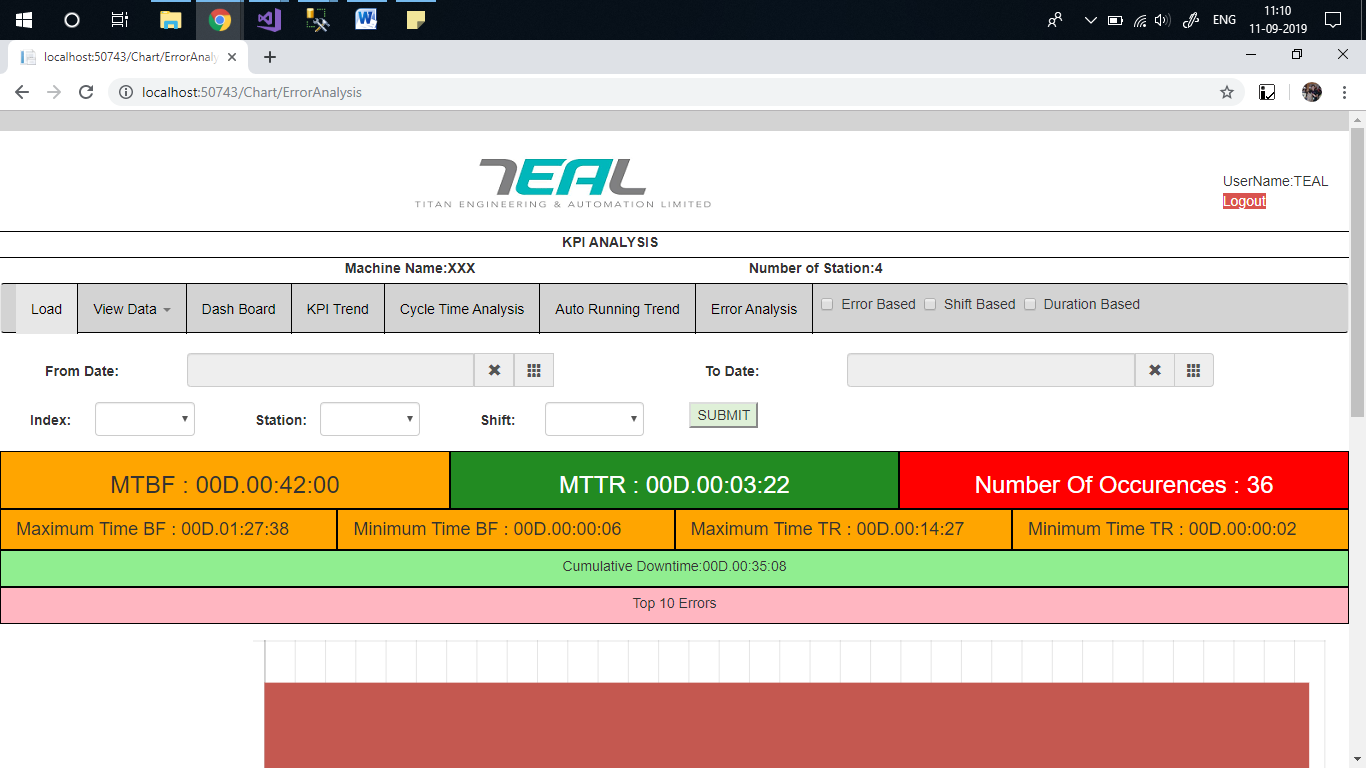 11:10
ENG
11-09-2019
localhost:50743/Chart/ErrorAnaly
localhost:50743/Chart/ErrorAnalysis
TEAL
TITAN ENGINEERING & AUTOMATION LIMITED
UserName:TEAL
Logout
KPI ANALYSIS
Machine Name:XXX Number of Station:4
Load View Data Dash Board KPI Trend Cycle Time Analysis Auto Running Trend Error Analysis Error Based Shift Based Duration Based
From Date: To Date:
Index: Station: Shift: SUBMIT
MTBF : 00D.00:42:00 MTTR : 00D.00:03:22 Number Of Occurences : 36
Maximum Time BF : 00D.01:27:38 Minimum Time BF : 00D.00:00:06 Maximum Time TR : 00D.00:14:27 Minimum Time TR : 00D.00:00:02
Cumulative Downtime:00D.00:35:08
Top 10 Errors